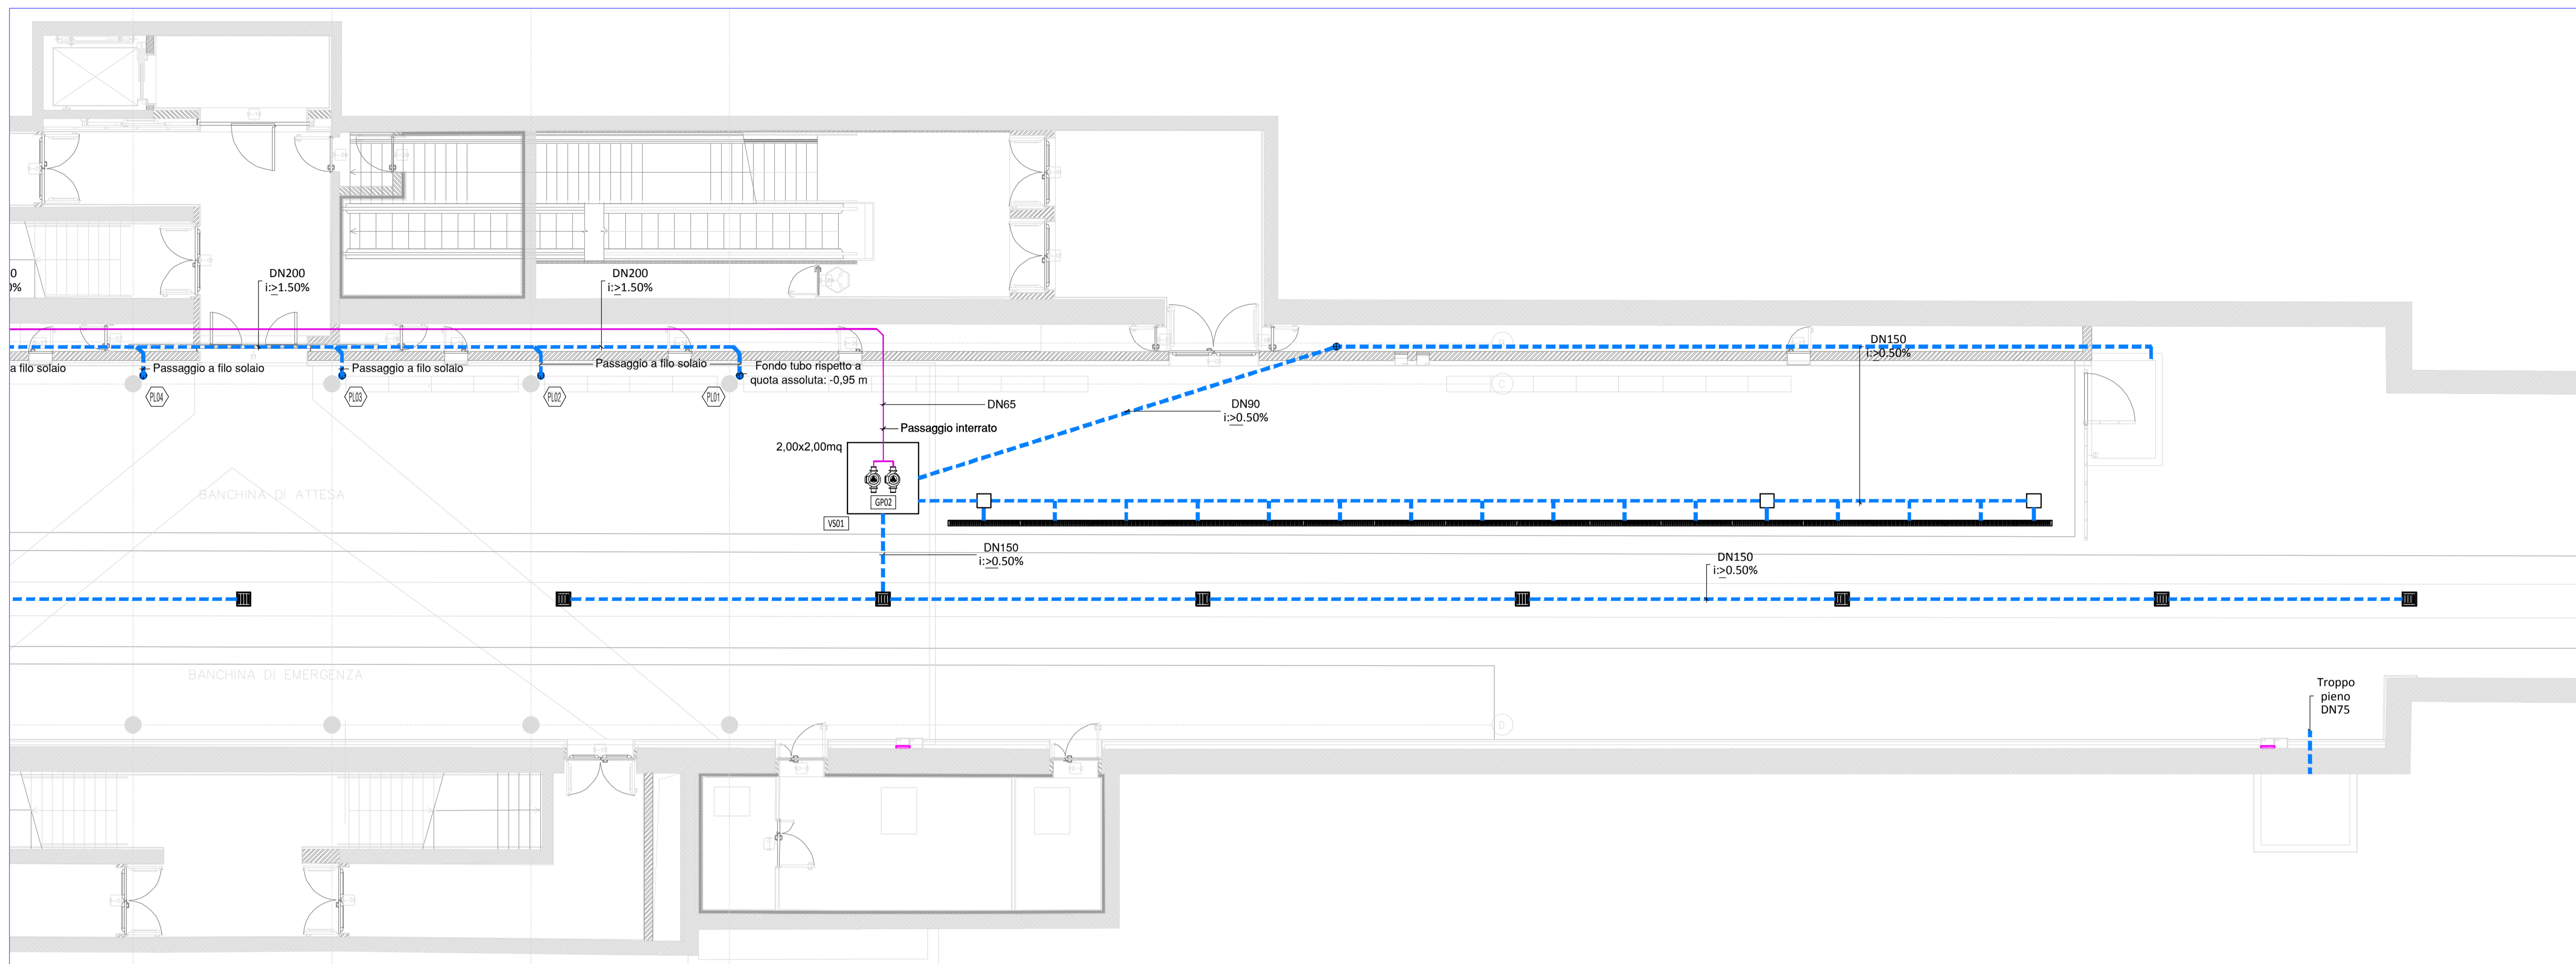 0
0%
DN200
i:>1.50%
DN200
i:>1.50%
a filo solaio
Passaggio a filo solaio
Passaggio a filo solaio
Passaggio a filo solaio
Fondo tubo rispetto a
quota assoluta: -0,95 m
PL04
PL03
PL02
PL01
DN65
Passaggio interrato
2,00x2,00mq
GP02
VS01
DN90
i:>0.50%
DN150
i:>0.50%
C
BANCHINA DI ATTESA
DN150
i:>0.50%
DN150
i:>0.50%
BANCHINA DI EMERGENZA
D
Troppo
pieno
DN75